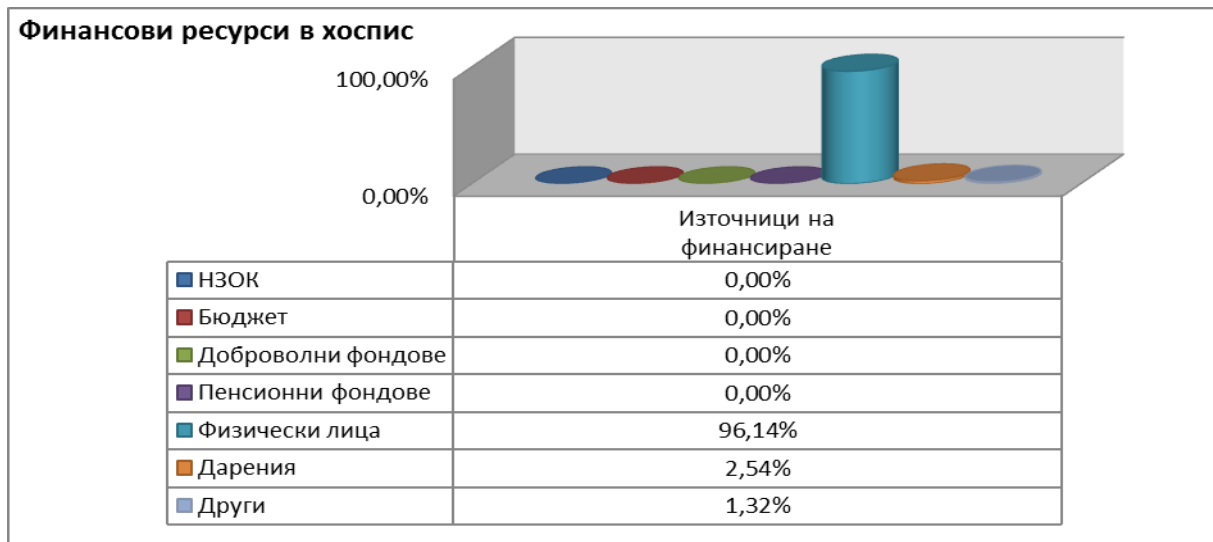 Финансови ресурси в хоспис
100,00%
0,00%
Източници на
финансиране
НЗОК 0,00%
Бюджет 0,00%
Доброволни фондове 0,00%
Пенсионни фондове 0,00%
Физически лица 96,14%
Дарения 2,54%
Други 1,32%